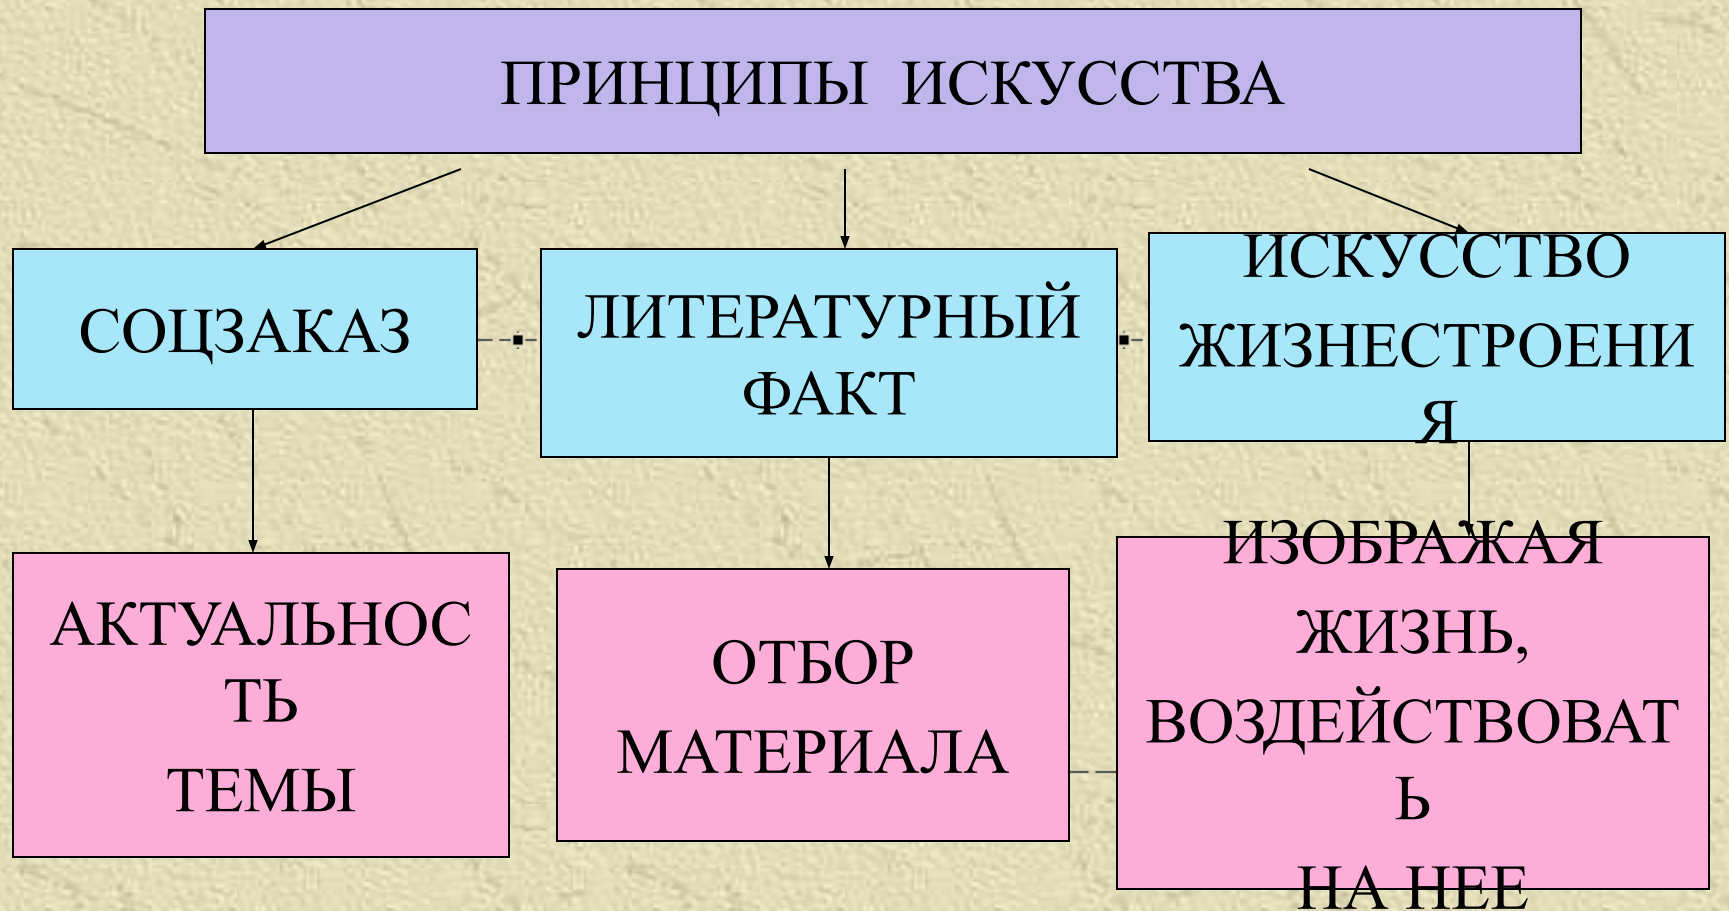 ПРИНЦИПЫ ИСКУССТВА
СОЦЗАКАЗ
ЛИТЕРАТУРНЫЙ
ФАКТ
ИСКУССТВО
ЖИЗНЕСТРОЕНИ
Я
АКТУАЛЬНОС
ТЬ
ТЕМЫ
ОТБОР
МАТЕРИАЛА
ИЗОБРАЖАЯ
ЖИЗНЬ,
ВОЗДЕЙСТВОВАТ
Ь
НА НЕЕ